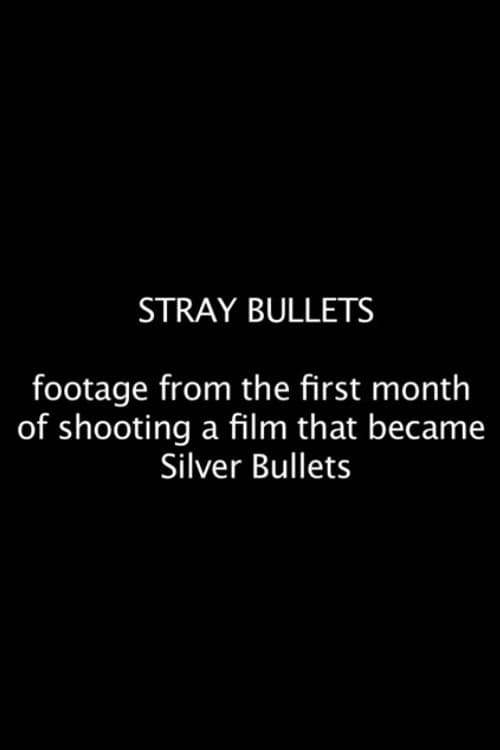 STRAY BULLETS
footage from the first month
of shooting a film that became
Silver Bullets